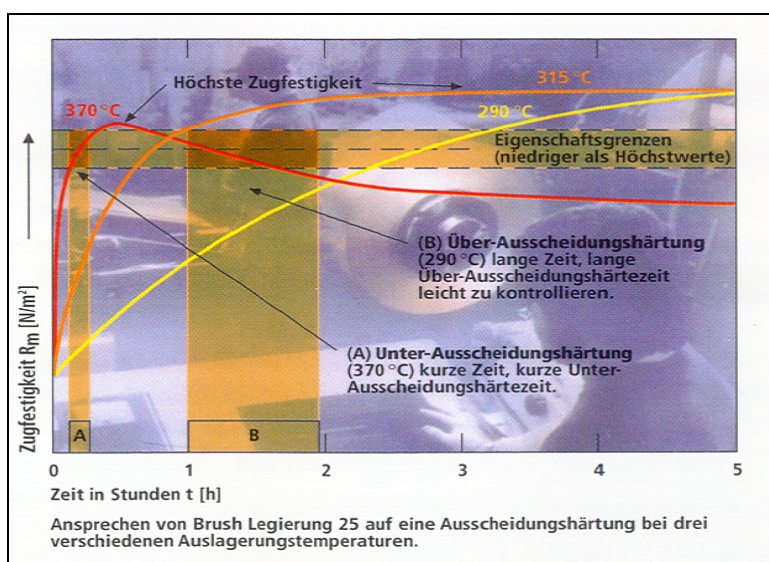 Höchste Zugfestigkeit
315 °C
370 °C
290 °C
Eigenschaftsgrenzen
(niedriger als Höchstwerte)
(B) Über-Ausscheidungshärtung
(290 °C) lange Zeit, lange
Über-Ausscheidungshärtezeit
leicht zu kontrollieren.
(A) Unter-Ausscheidungshärtung
(370 °C) kurze Zeit, kurze Unter-
Ausscheidungshärtezeit.
Zugfestigkeit Rm [N/m²]
A
B
0 1 2 3 4 5
Zeit in Stunden t [h]
Ansprechen von Brush Legierung 25 auf eine Ausscheidungshärtung bei drei
verschiedenen Auslagerungstemperaturen.